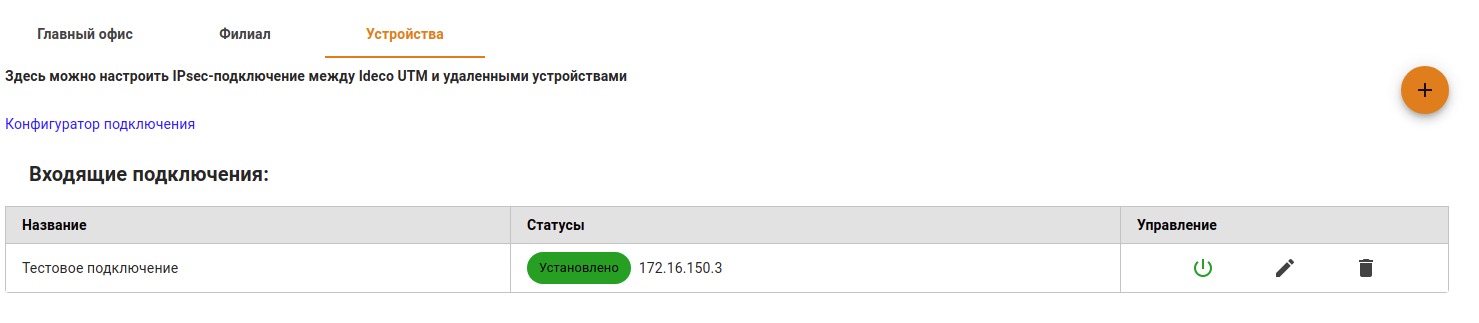 Главный офис Филиал Устройства
Здесь можно настроить IPsec-подключение между Ideco UTM и удаленными устройствами
Конфигуратор подключения
Входящие подключения:
Название Статусы Управление
Тестовое подключение Установлено 172.16.150.3